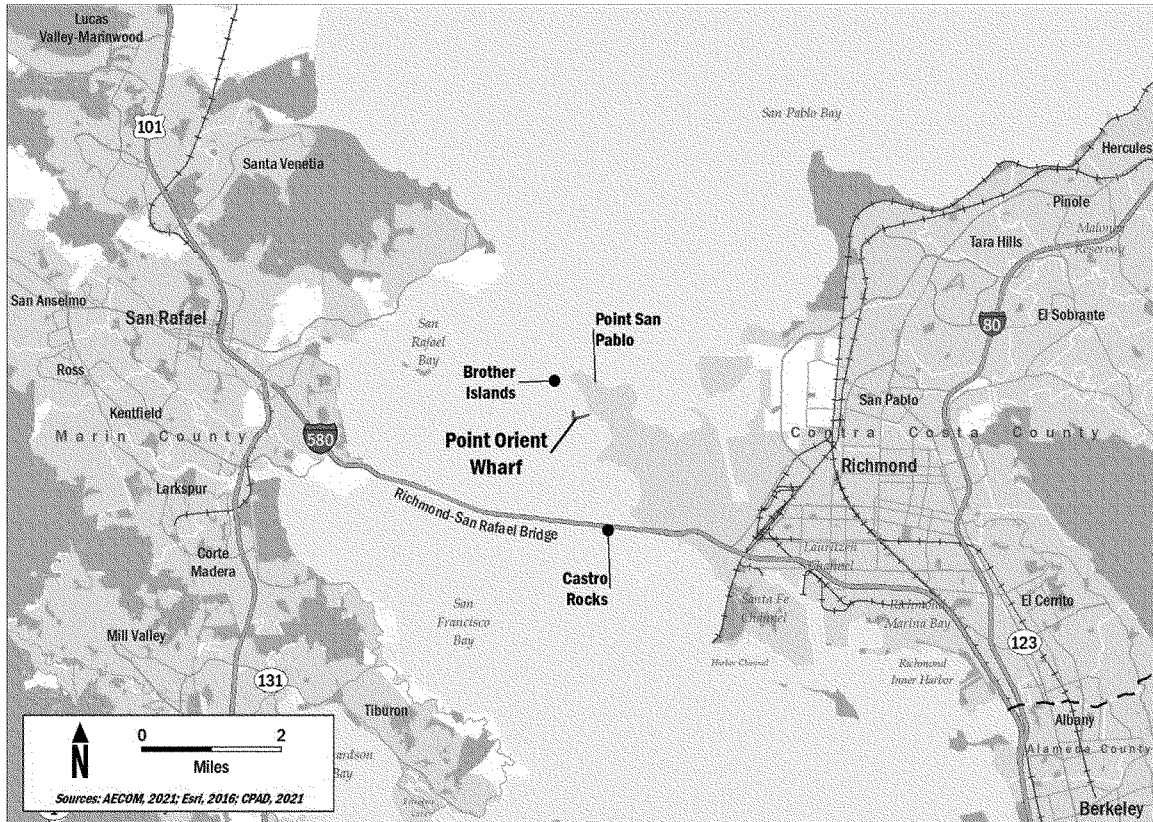 Lucas
Valley-Marinwood
101
Santa Venetia
San Pablo Bay
Hercules
Pinole
Tara Hills
El Sobrante
80
San Anselmo
San Rafael
San
Rafael
Bay
Point San
Pablo
Brother
Islands
Ross
Kentfield
Marin County
580
Point Orient
Wharf
San Pablo
Contra Costa County
Richmond
Larkspur
Richmond-San Rafael Bridge
Corte
Madera
Castro
Rocks
Lauritzen
Channel
Santa Fe
Channel
San
Francisco
Bay
El Cerrito
Marina Bay
Mill Valley
123
Harbor Channel
Richmond
Inner Harbor
131
Tiburon
Albany
Alameda County
Berkeley
N
0 2
Miles
Bay
Sources: AECOM, 2021; Esri, 2016; CPAD, 2021